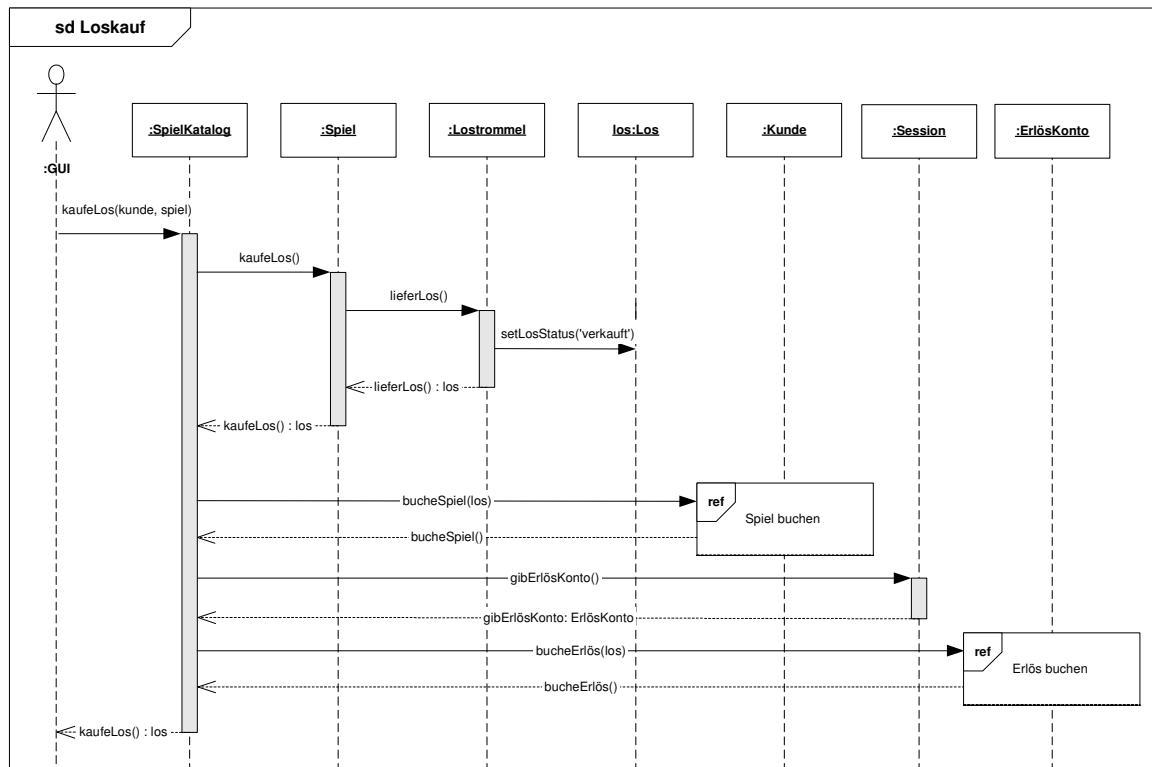 sd Loskauf
:SpielKatalog
:Spiel
:Lostrommel
los:Los
:Kunde
:Session
:ErlösKonto
:GUI
kaufeLos(kunde, spiel)
kaufeLos()
lieferLos()
setLosStatus('verkauft')
lieferLos() : los
kaufeLos() : los
bucheSpiel(los)
ref
Spiel buchen
bucheSpiel()
gibErlösKonto()
gibErlösKonto: ErlösKonto
bucheErlös(los)
ref
Erlös buchen
bucheErlös()
kaufeLos() : los